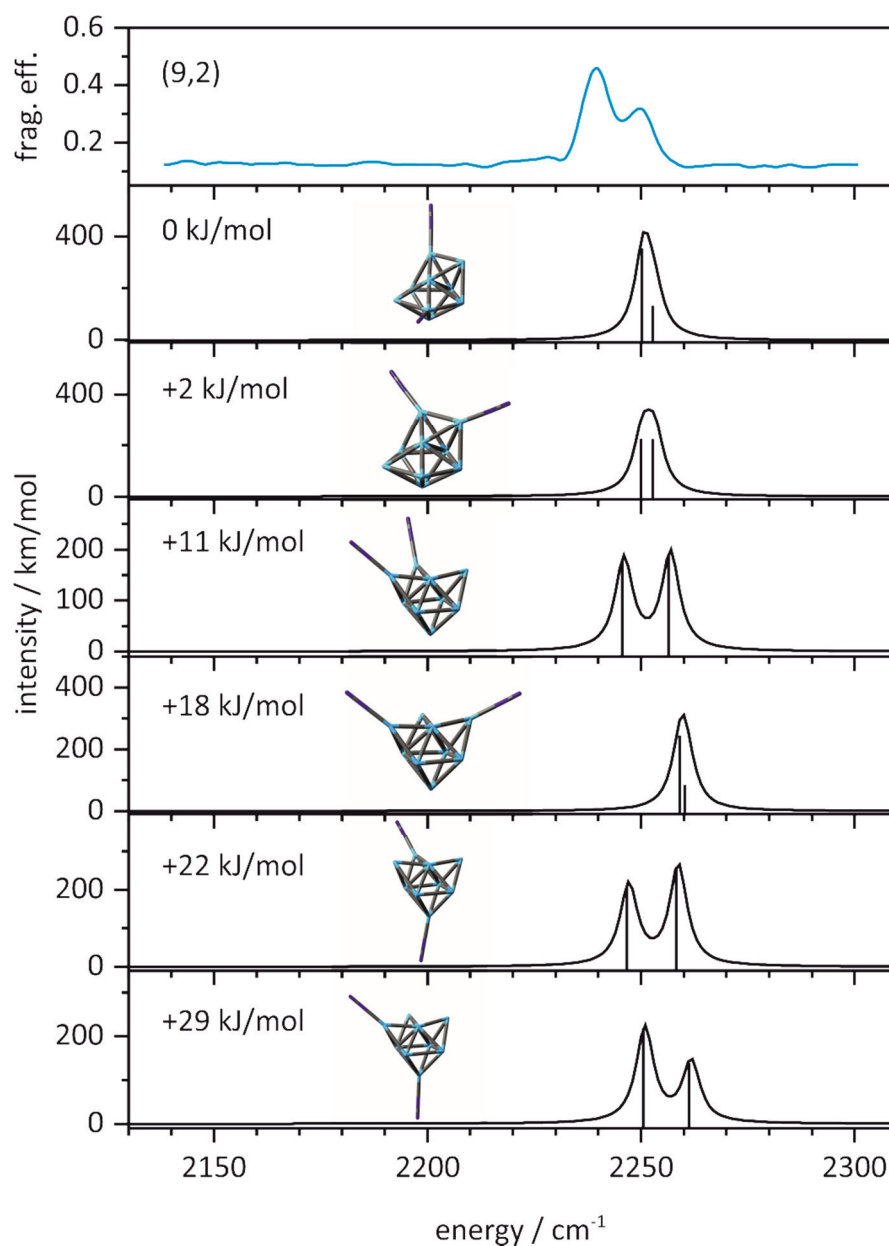 0.6
0.4
0.2
frag. eff.
(9,2)
0 kJ/mol
400
0
+2 kJ/mol
400
0
+11 kJ/mol
200
100
0
+18 kJ/mol
400
200
0
+22 kJ/mol
200
0
+29 kJ/mol
200
0
intensity / km/mol
2150
2200
2250
2300
energy / cm⁻¹